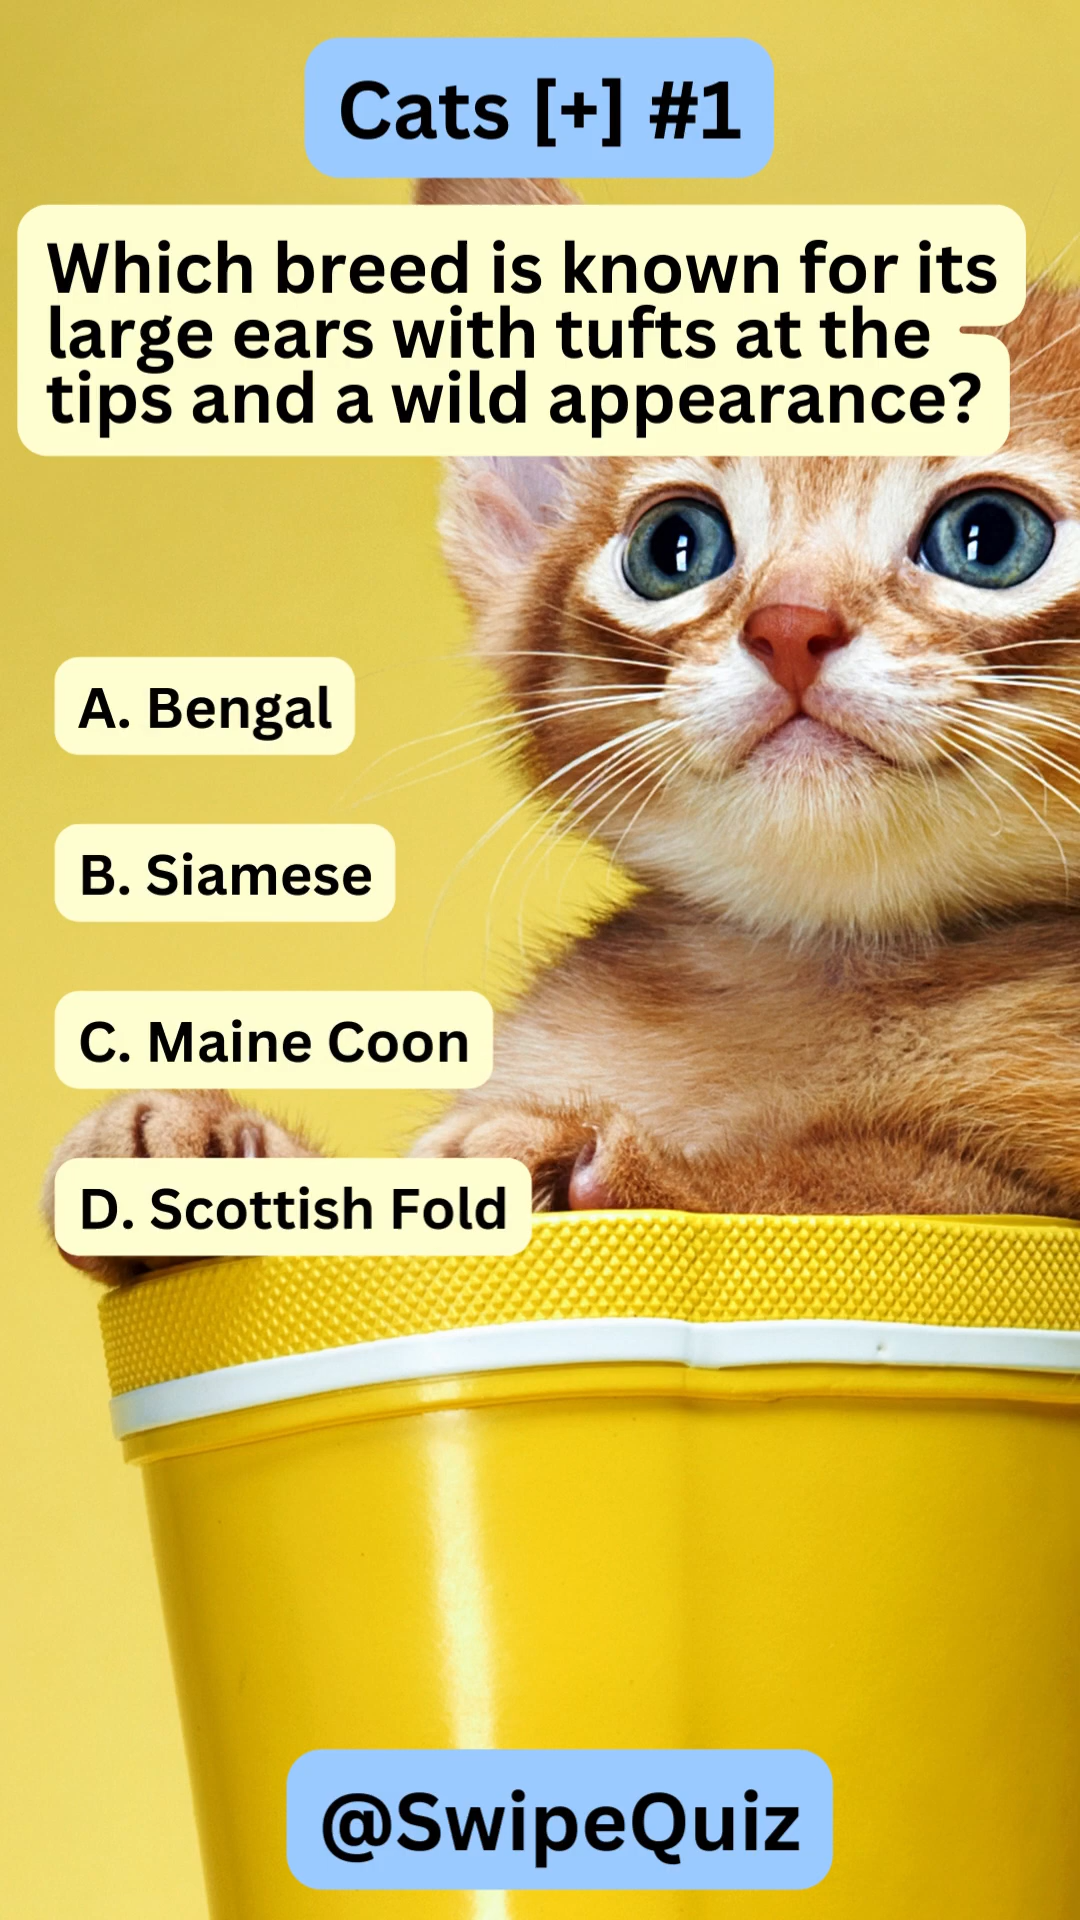 Cats [+] #1
Which breed is known for its
large ears with tufts at the
tips and a wild appearance?
A. Bengal
B. Siamese
C. Maine Coon
D. Scottish Fold
@SwipeQuiz